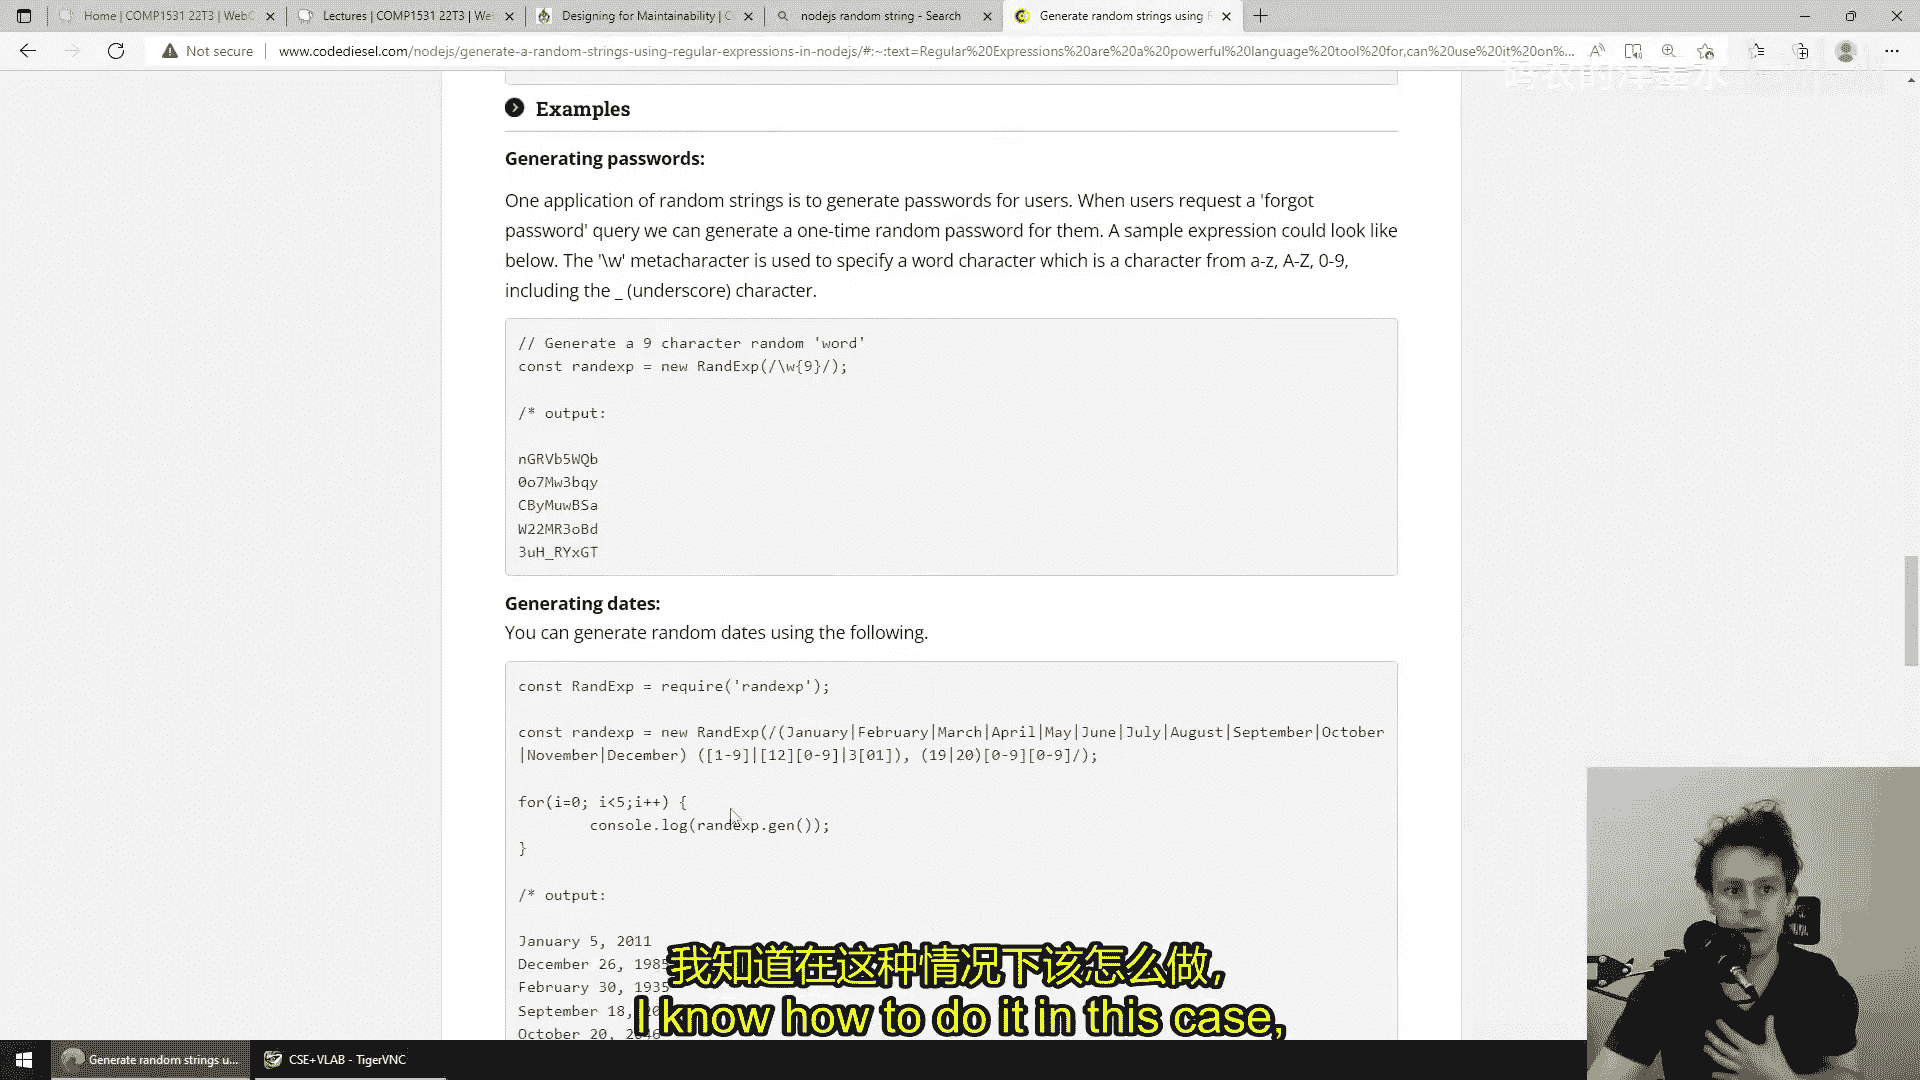 Home | COMP1531 22T3 | WebC
Lectures | COMP1531 22T3 | We
Designing for Maintainability | C
nodejs random string - Search
Generate random strings using R
Not secure
www.codediesel.com/nodejs/generate-a-random-strings-using-regular-expressions-in-nodejs/#:~:text=Regular%20Expressions%20are%20a%20powerful%20language%20tool%20for,can%20use%20it%20on%...
码农的洋墨水
Examples
Generating passwords:
One application of random strings is to generate passwords for users. When users request a 'forgot
password' query we can generate a one-time random password for them. A sample expression could look like
below. The '\w' metacharacter is used to specify a word character which is a character from a-z, A-Z, 0-9,
including the _ (underscore) character.
// Generate a 9 character random 'word'
const randexp = new RandExp(/\w{9}/);
/* output:
nGRVb5WQb
0o7Mw3bqy
CByMuwBSa
W22MR3oBd
3uH_RYxGT
Generating dates:
You can generate random dates using the following.
const RandExp = require('randexp');
const randexp = new RandExp(/(January|February|March|April|May|June|July|August|September|October
|November|December) ([1-9]|[12][0-9]|3[01]), (19|20)[0-9][0-9]/);
for(i=0; i<5;i++) {
console.log(randexp.gen());
}
/* output:
January 5, 2011
December 26, 1985
February 30, 1935
September 18,
October 20,
我知道在这种情况下该怎么做,
I know how to do it in this case,
Generate random strings u...
CSE+VLAB - TigerVNC